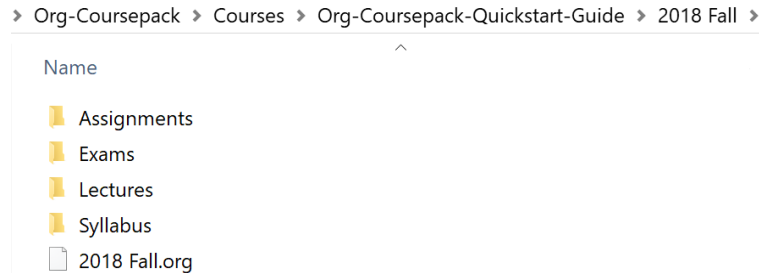 > Org-Coursepack > Courses > Org-Coursepack-Quickstart-Guide > 2018 Fall >
Name
Assignments
Exams
Lectures
Syllabus
2018 Fall.org